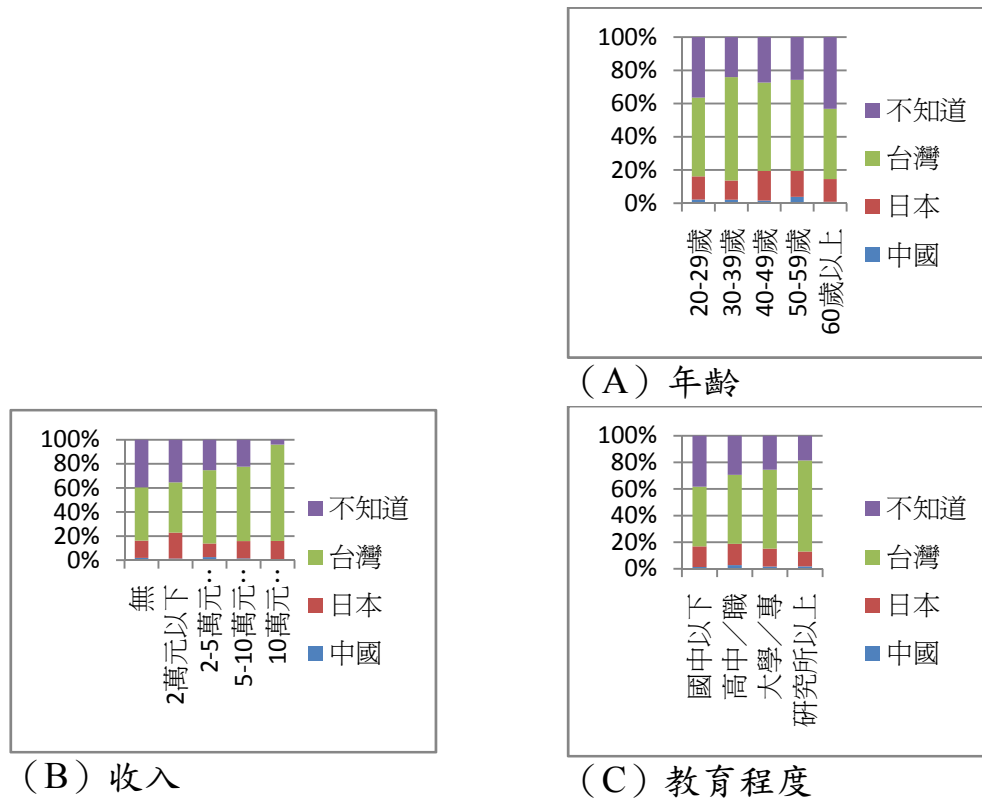 100%
80%
60%
40%
20%
0%
20-29歲
30-39歲
40-49歲
50-59歲
60歲以上
不知道
台灣
日本
中國
（A）年齡
100%
80%
60%
40%
20%
0%
無
2萬元以下
2-5萬元…
5-10萬元…
10萬元…
不知道
台灣
日本
中國
（B）收入
100%
80%
60%
40%
20%
0%
國中以下
高中／職
大學／專
研究所以上
不知道
台灣
日本
中國
（C）教育程度